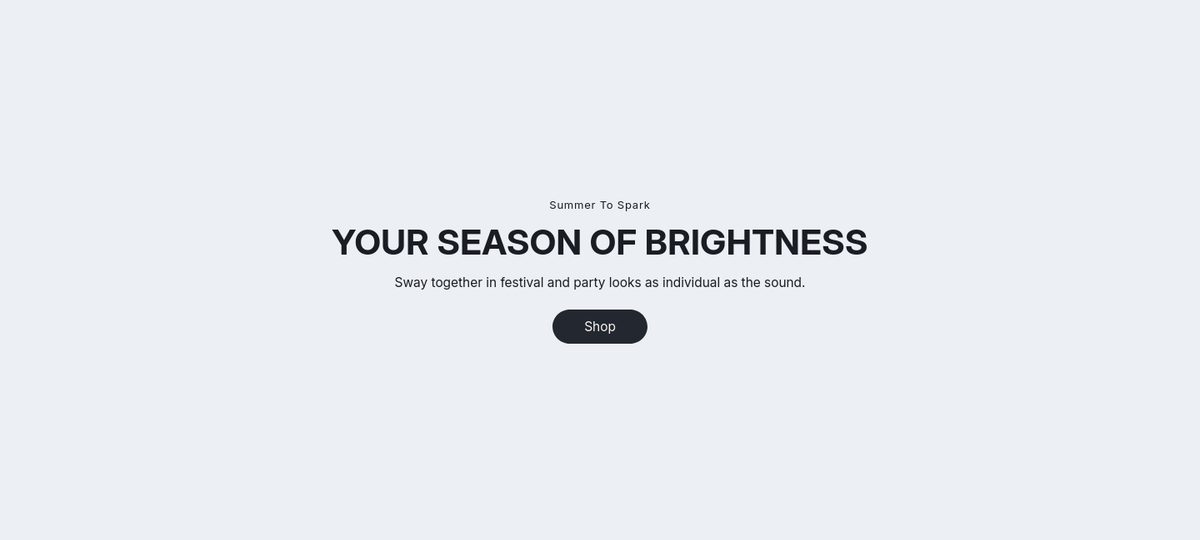 Summer To Spark
YOUR SEASON OF BRIGHTNESS
Sway together in festival and party looks as individual as the sound.
Shop